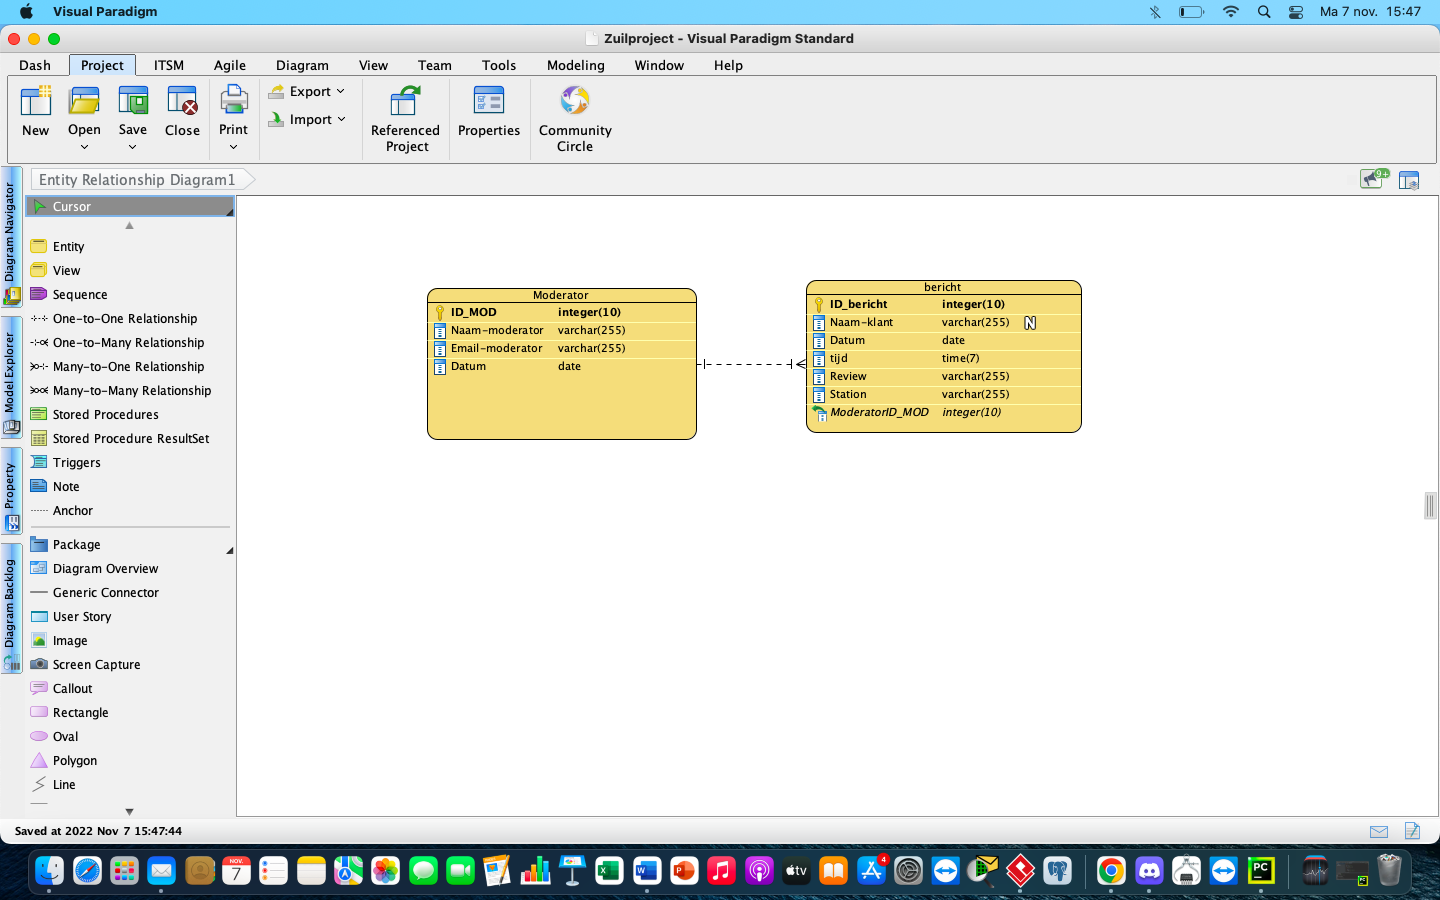 Visual Paradigm
Ma 7 nov. 15:47
Zuilproject - Visual Paradigm Standard
Dash Project ITSM Agile Diagram View Team Tools Modeling Window Help
New Open Save Close Print
Export
Import
Referenced Project
Properties
Community Circle
Entity Relationship Diagram1
9+
Diagram Navigator
Model Explorer
Property
Diagram Backlog
Cursor
Entity
View
Sequence
One-to-One Relationship
One-to-Many Relationship
Many-to-One Relationship
Many-to-Many Relationship
Stored Procedures
Stored Procedure ResultSet
Triggers
Note
Anchor
Package
Diagram Overview
Generic Connector
User Story
Image
Screen Capture
Callout
Rectangle
Oval
Polygon
Line
Moderator
ID_MOD integer(10)
Naam-moderator varchar(255)
Email-moderator varchar(255)
Datum date
bericht
ID_bericht integer(10)
Naam-klant varchar(255) N
Datum date
tijd time(7)
Review varchar(255)
Station varchar(255)
ModeratorID_MOD integer(10)
Saved at 2022 Nov 7 15:47:44
NOV.
7
X
W
P
tv
A
4
PC
PC